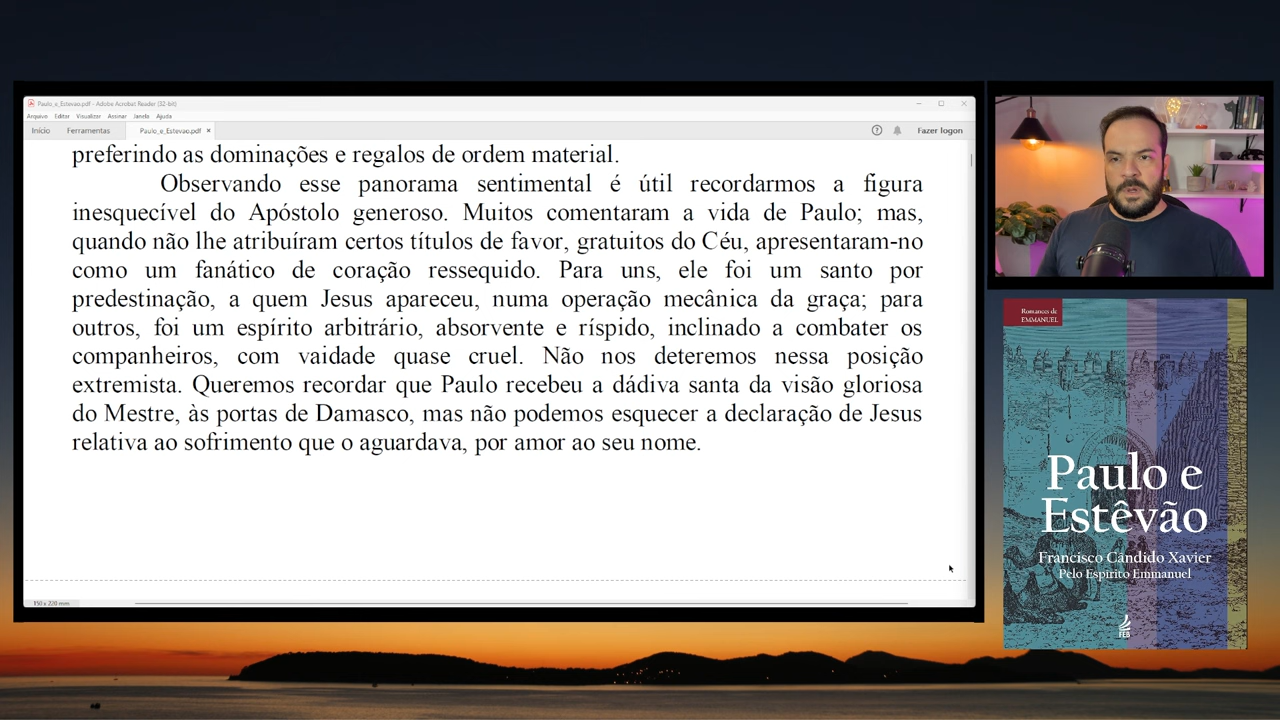 Paulo_e_Estevao.pdf - Adobe Acrobat Reader (32-bit)
Arquivo Editar Visualizar Assinar Janela Ajuda
Início Ferramentas Paulo_e_Estevao.pdf × Fazer logon
preferindo as dominações e regalos de ordem material.
Observando esse panorama sentimental é útil recordarmos a figura
inesquecível do Apóstolo generoso. Muitos comentaram a vida de Paulo; mas,
quando não lhe atribuíram certos títulos de favor, gratuitos do Céu, apresentaram-no
como um fanático de coração ressequido. Para uns, ele foi um santo por
predestinação, a quem Jesus apareceu, numa operação mecânica da graça; para
outros, foi um espírito arbitrário, absorvente e ríspido, inclinado a combater os
companheiros, com vaidade quase cruel. Não nos deteremos nessa posição
extremista. Queremos recordar que Paulo recebeu a dádiva santa da visão gloriosa
do Mestre, às portas de Damasco, mas não podemos esquecer a declaração de Jesus
relativa ao sofrimento que o aguardava, por amor ao seu nome.
150 x 220 mm
Romances de
EMMANUEL
Paulo e
Estêvão
Francisco Cândido Xavier
Pelo Espírito Emmanuel
FEB